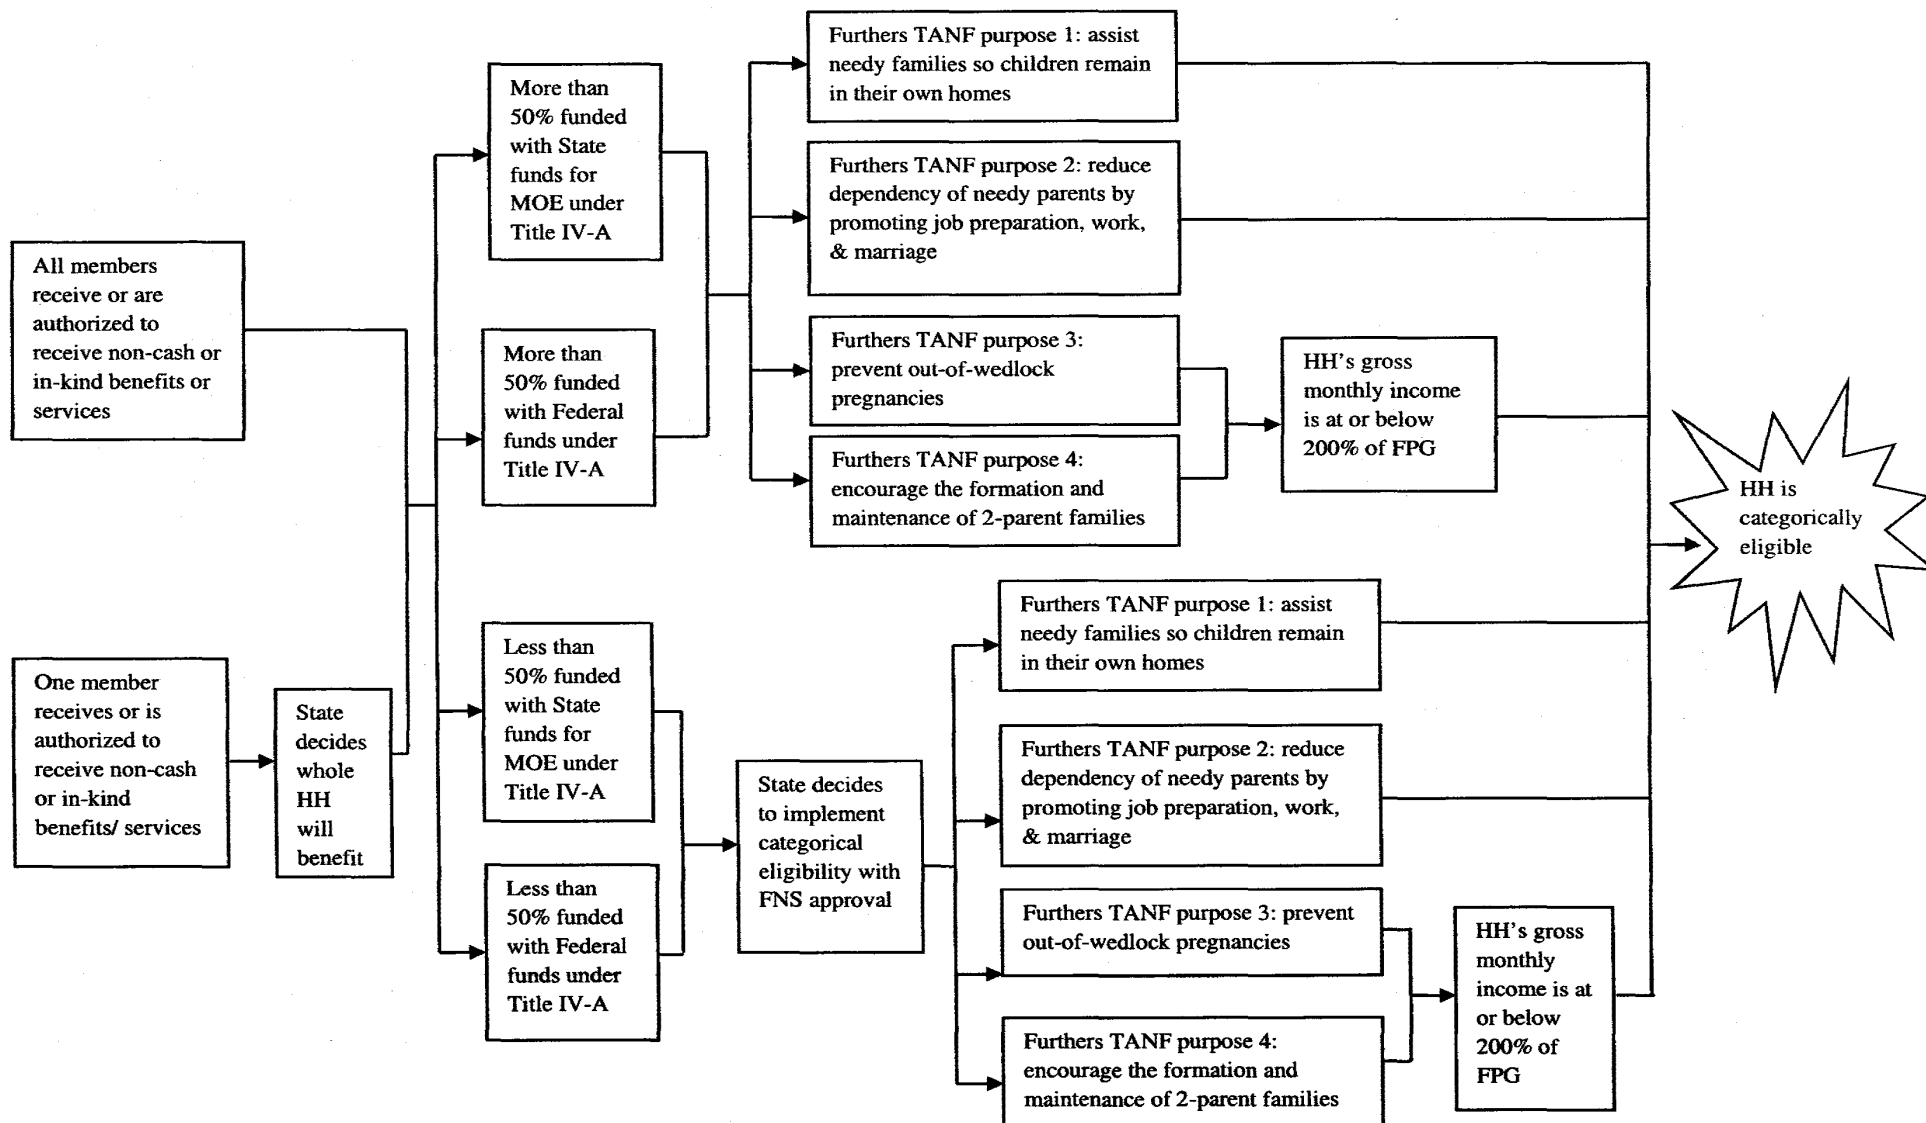 All members
receive or are
authorized to
receive non-cash or
in-kind benefits or
services
One member
receives or is
authorized to
receive non-cash
or in-kind
benefits/ services
State
decides
whole
HH
will
benefit
More than
50% funded
with State
funds for
MOE under
Title IV-A
More than
50% funded
with Federal
funds under
Title IV-A
Less than
50% funded
with State
funds for
MOE under
Title IV-A
Less than
50% funded
with Federal
funds under
Title IV-A
State decides
to implement
categorical
eligibility with
FNS approval
Furthers TANF purpose 1: assist
needy families so children remain
in their own homes
Furthers TANF purpose 2: reduce
dependency of needy parents by
promoting job preparation, work,
& marriage
Furthers TANF purpose 3:
prevent out-of-wedlock
pregnancies
Furthers TANF purpose 4:
encourage the formation and
maintenance of 2-parent families
HH's gross
monthly income
is at or below
200% of FPG
Furthers TANF purpose 1: assist
needy families so children remain
in their own homes
Furthers TANF purpose 2: reduce
dependency of needy parents by
promoting job preparation, work,
& marriage
Furthers TANF purpose 3: prevent
out-of-wedlock pregnancies
Furthers TANF purpose 4:
encourage the formation and
maintenance of 2-parent families
HH's gross
monthly
income is at
or below
200% of
FPG
HH is
categorically
eligible